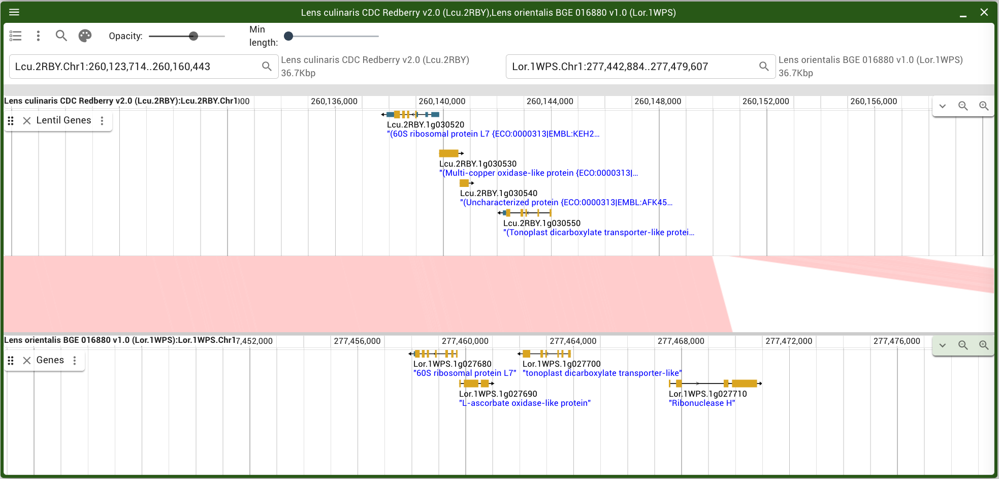 Lens culinaris CDC Redberry v2.0 (Lcu.2RBY),Lens orientalis BGE 016880 v1.0 (Lor.1WPS)
Opacity:
Min
length:
Lcu.2RBY.Chr1:260,123,714..260,160,443
Lens culinaris CDC Redberry v2.0 (Lcu.2RBY)
36.7Kbp
Lor.1WPS.Chr1:277,442,884..277,479,607
Lens orientalis BGE 016880 v1.0 (Lor.1WPS)
36.7Kbp
Lens culinaris CDC Redberry v2.0 (Lcu.2RBY):Lcu.2RBY.Chr1 00 260,136,000 260,140,000 260,144,000 260,148,000 260,152,000 260,156,000
Lentil Genes
Lcu.2RBY.1g030520
"(60S ribosomal protein L7 {ECO:0000313|EMBL:KEH2...
Lcu.2RBY.1g030530
"(Multi-copper oxidase-like protein {ECO:0000313|...
Lcu.2RBY.1g030540
"(Uncharacterized protein {ECO:0000313|EMBL:AFK45...
Lcu.2RBY.1g030550
"(Tonoplast dicarboxylate transporter-like protei...
Lens orientalis BGE 016880 v1.0 (Lor.1WPS):Lor.1WPS.Chr1 7,452,000 277,456,000 277,460,000 277,464,000 277,468,000 277,472,000 277,476,000
Genes
Lor.1WPS.1g027680 Lor.1WPS.1g027700
"60S ribosomal protein L7" "tonoplast dicarboxylate transporter-like"
Lor.1WPS.1g027690 Lor.1WPS.1g027710
"L-ascorbate oxidase-like protein" "Ribonuclease H"